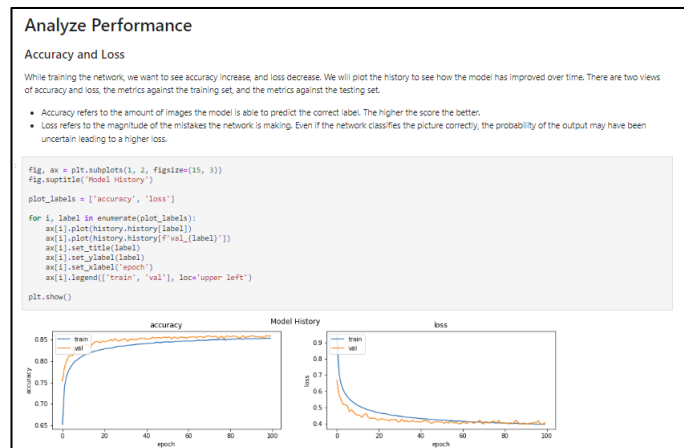 Analyze Performance
Accuracy and Loss
While training the network, we want to see accuracy increase, and loss decrease. We will plot the history to see how the model has improved over time. There are two views
of accuracy and loss, the metrics against the training set, and the metrics against the testing set.
• Accuracy refers to the amount of images the model is able to predict the correct label. The higher the score the better.
• Loss refers to the magnitude of the mistakes the network is making. Even if the network classifies the picture correctly, the probability of the output may have been
uncertain leading to a higher loss.
fig, ax = plt.subplots(1, 2, figsize=(15, 3))
fig.suptitle('Model History')
plot_labels = ['accuracy', 'loss']
for i, label in enumerate(plot_labels):
    ax[i].plot(history.history[label])
    ax[i].plot(history.history[f'val_{label}'])
    ax[i].set_title(label)
    ax[i].set_ylabel(label)
    ax[i].set_xlabel('epoch')
    ax[i].legend(['train', 'val'], loc='upper left')
plt.show()
Model History
accuracy
train
val
0.85
0.80
0.75
0.70
0.65
accuracy
0 20 40 60 80 100
epoch
loss
train
val
0.9
0.8
0.7
0.6
0.5
0.4
loss
0 20 40 60 80 100
epoch